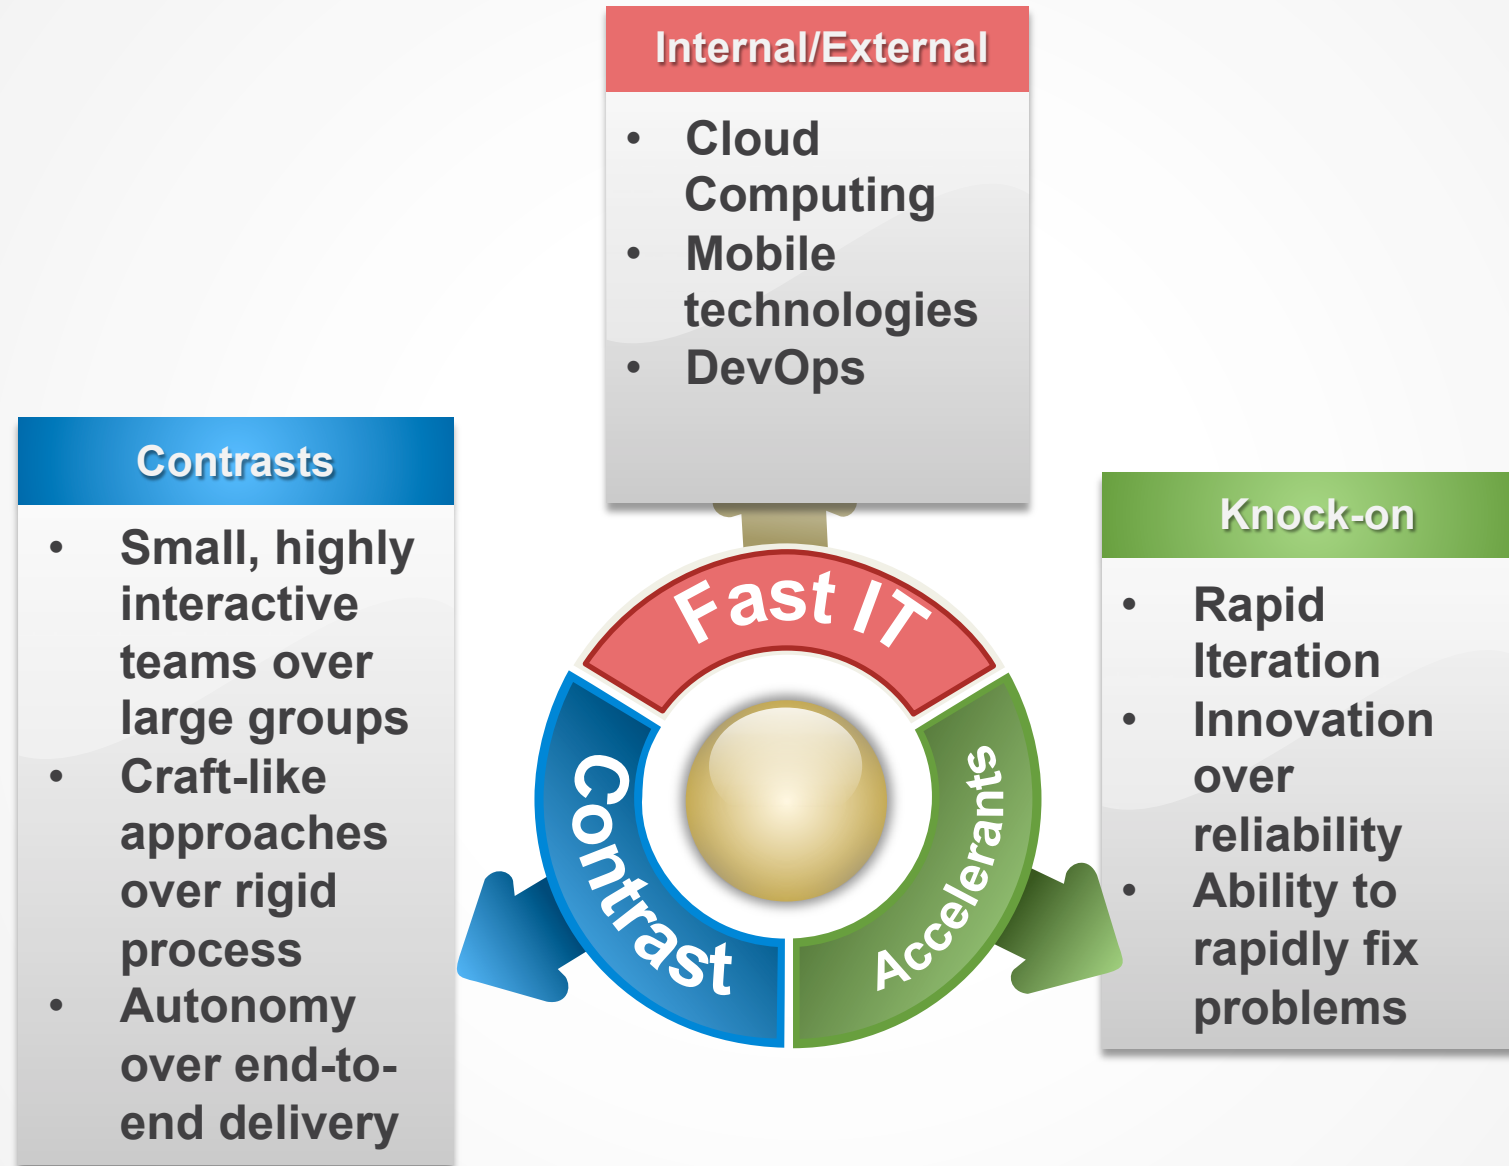 Internal/External
• Cloud
Computing
• Mobile
technologies
• DevOps
Contrasts
• Small, highly
interactive
teams over
large groups
• Craft-like
approaches
over rigid
process
• Autonomy
over end-to-
end delivery
Fast IT
Contrast
Accelerants
Knock-on
• Rapid
Iteration
• Innovation
over
reliability
• Ability to
rapidly fix
problems